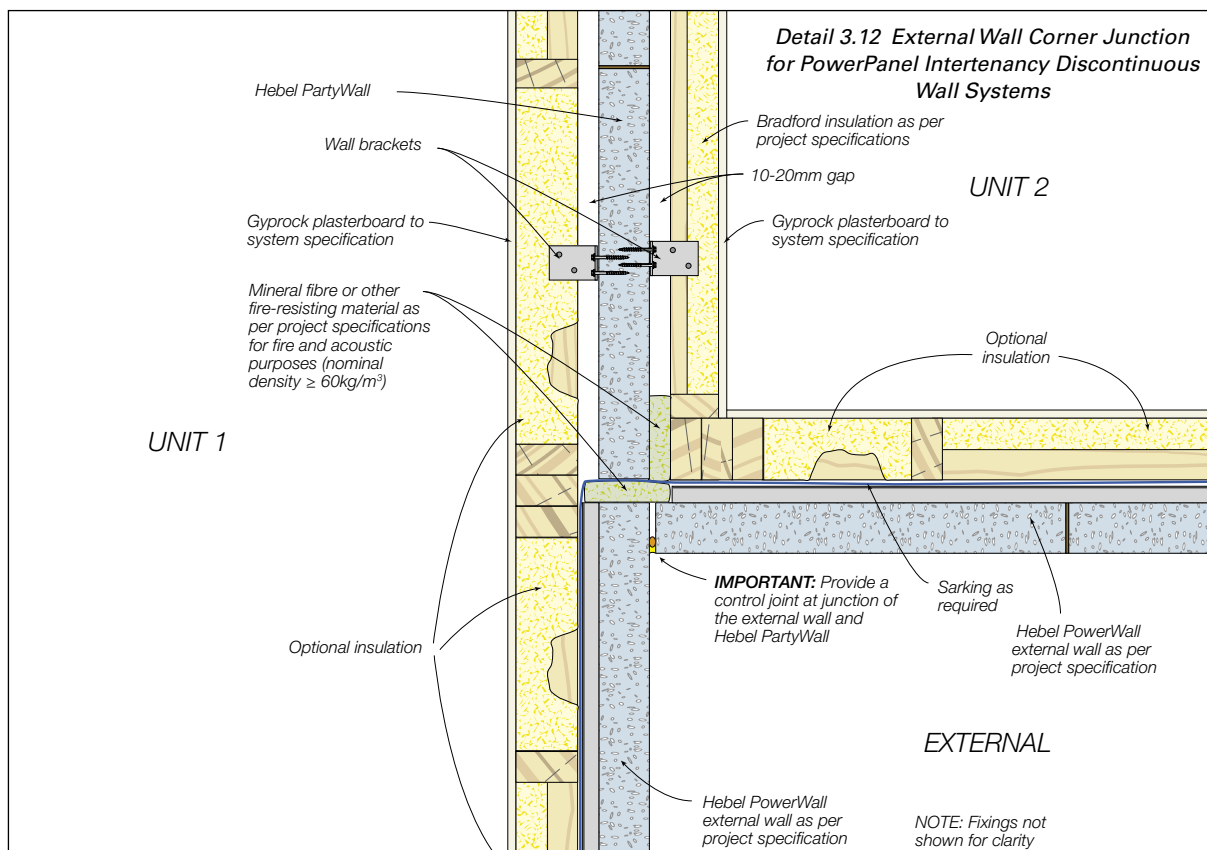 Detail 3.12 External Wall Corner Junction
for PowerPanel Intertenancy Discontinuous
Wall Systems
Hebel PartyWall
Wall brackets
Gyprock plasterboard to
system specification
Mineral fibre or other
fire-resisting material as
per project specifications
for fire and acoustic
purposes (nominal
density ≥ 60kg/m³)
Bradford insulation as per
project specifications
10-20mm gap
UNIT 2
Gyprock plasterboard to
system specification
Optional
insulation
UNIT 1
IMPORTANT: Provide a
control joint at junction of
the external wall and
Hebel PartyWall
Sarking as
required
Hebel PowerWall
external wall as per
project specification
Optional insulation
EXTERNAL
Hebel PowerWall
external wall as per
project specification
NOTE: Fixings not
shown for clarity